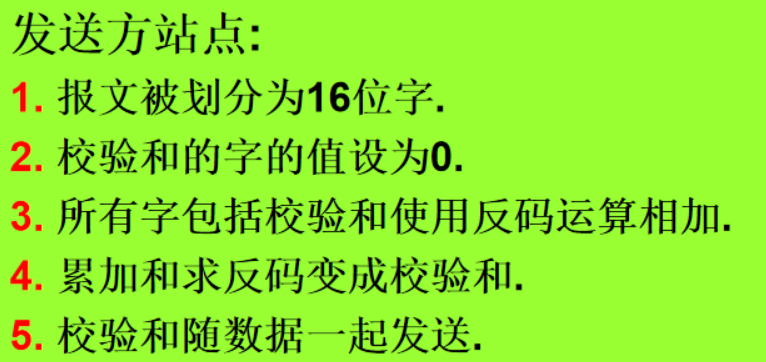 发送方站点:
1. 报文被划分为16位字.
2. 校验和的字的值设为0.
3. 所有字包括校验和使用反码运算相加.
4. 累加和求反码变成校验和.
5. 校验和随数据一起发送.